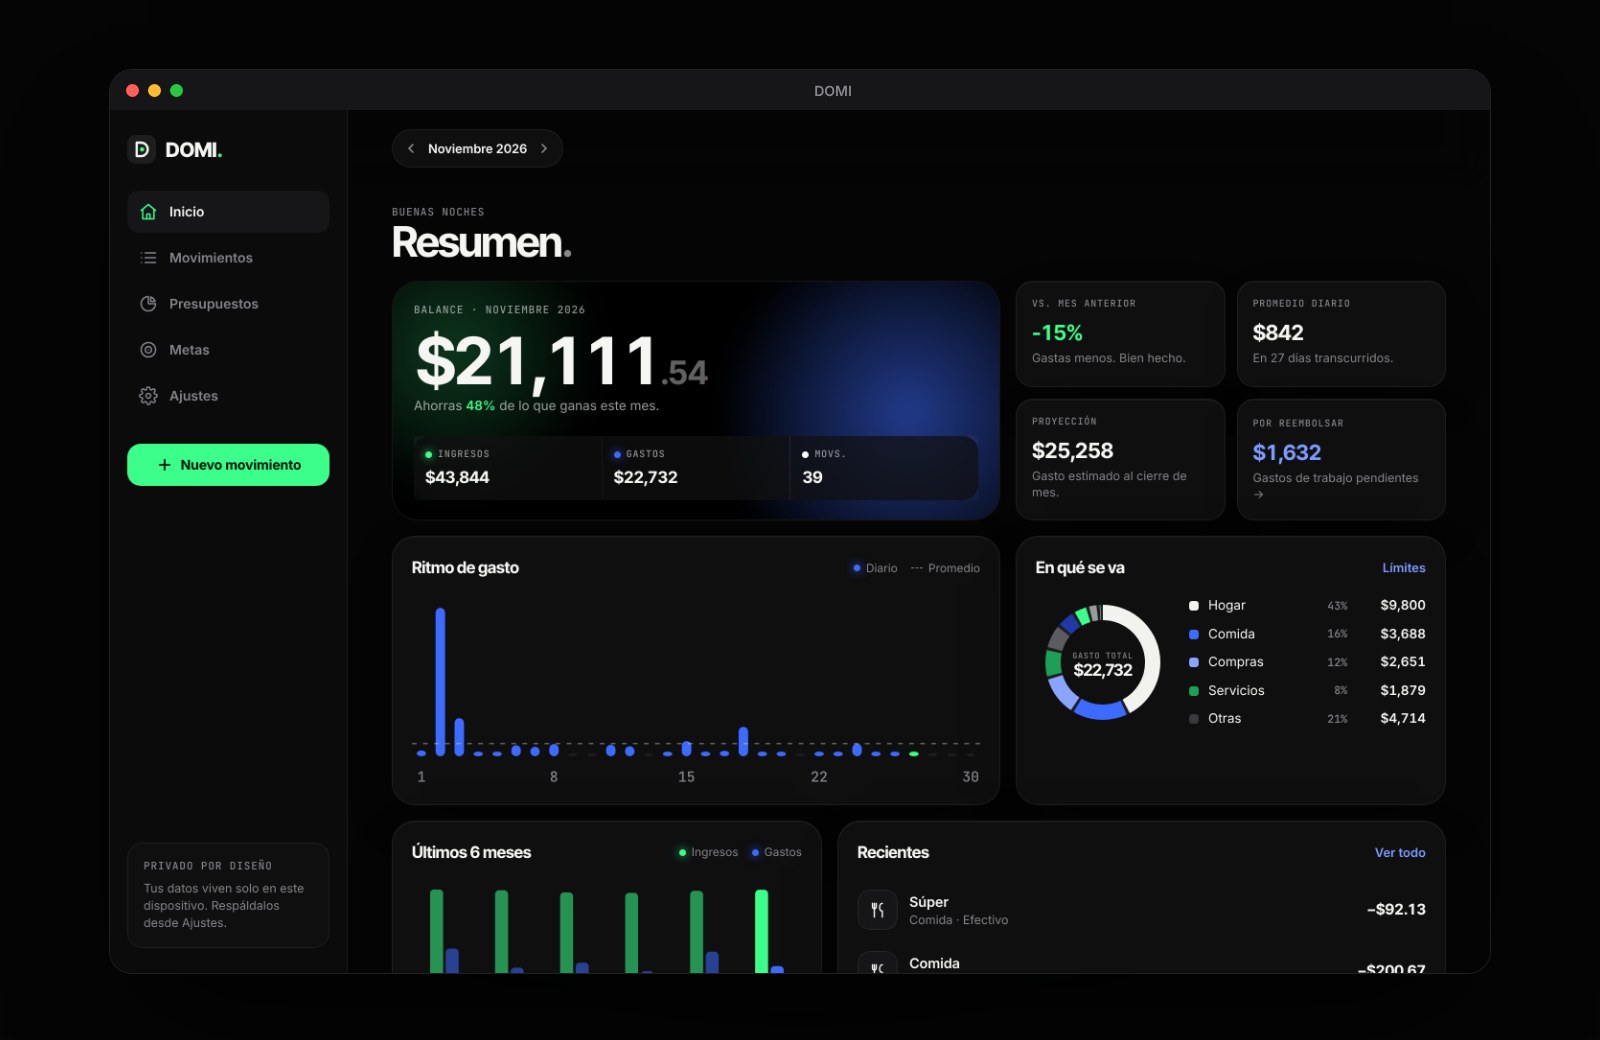 DOMI
DOMI.
Inicio
Movimientos
Presupuestos
Metas
Ajustes
+ Nuevo movimiento
PRIVADO POR DISEÑO
Tus datos viven solo en este
dispositivo. Respáldalos
desde Ajustes.
< Noviembre 2026 >
BUENAS NOCHES
Resumen.
BALANCE · NOVIEMBRE 2026
$21,111.54
Ahorras 48% de lo que ganas este mes.
INGRESOS
$43,844
GASTOS
$22,732
MOVS.
39
VS. MES ANTERIOR
-15%
Gastas menos. Bien hecho.
PROMEDIO DIARIO
$842
En 27 días transcurridos.
PROYECCIÓN
$25,258
Gasto estimado al cierre de
mes.
POR REEMBOLSAR
$1,632
Gastos de trabajo pendientes
→
Ritmo de gasto
Diario --- Promedio
1 8 15 22 30
En qué se va
Límites
GASTO TOTAL
$22,732
Hogar 43% $9,800
Comida 16% $3,688
Compras 12% $2,651
Servicios 8% $1,879
Otras 21% $4,714
Últimos 6 meses
Ingresos Gastos
Recientes
Ver todo
Súper
Comida · Efectivo
−$92.13
Comida
−$200.67